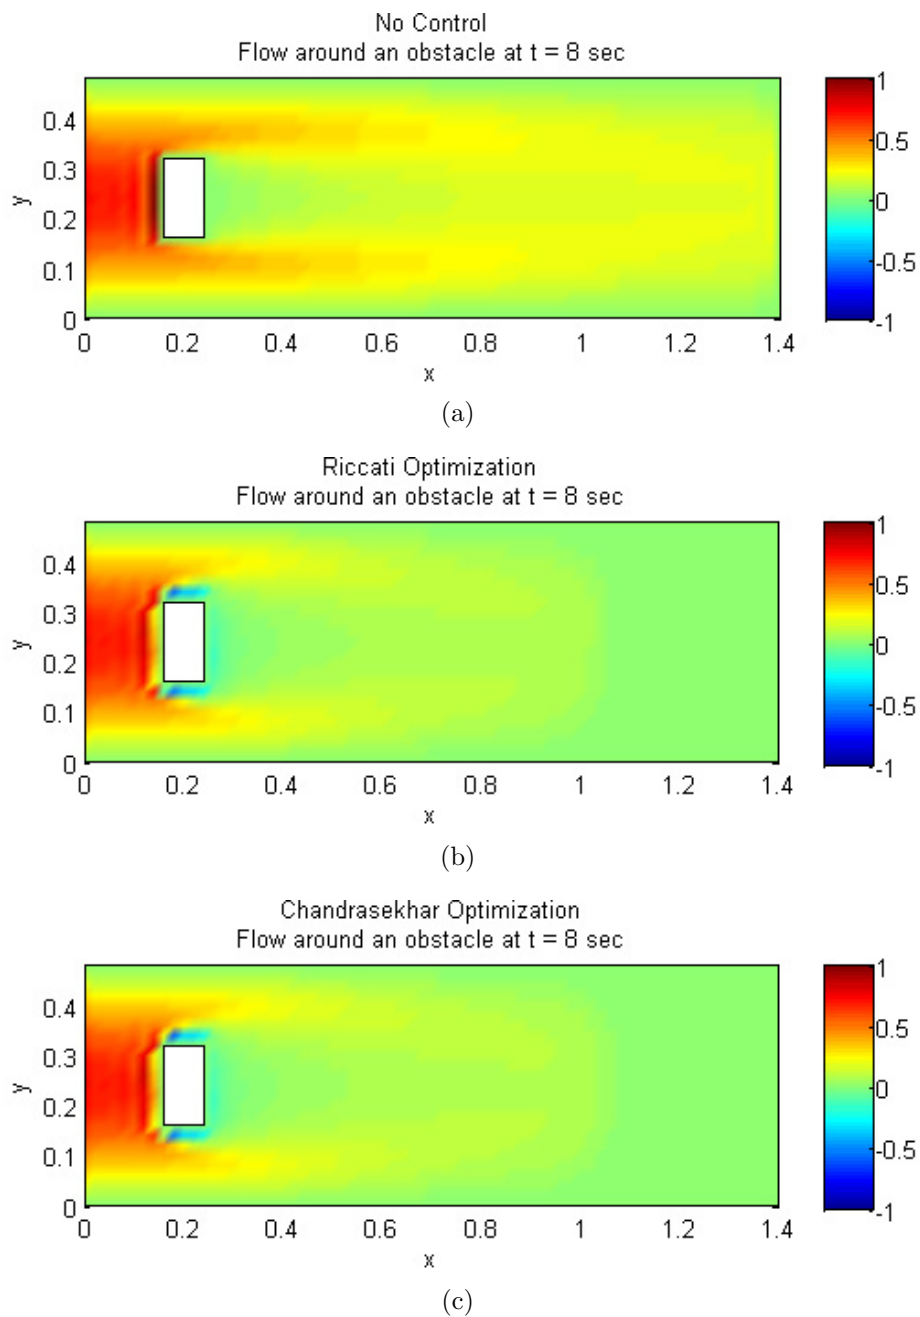 No Control
Flow around an obstacle at t = 8 sec
1
0.5
0
-0.5
-1
0.4
0.3
0.2
0.1
0
y
0 0.2 0.4 0.6 0.8 1 1.2 1.4
x
(a)
Riccati Optimization
Flow around an obstacle at t = 8 sec
1
0.5
0
-0.5
-1
0.4
0.3
0.2
0.1
0
y
0 0.2 0.4 0.6 0.8 1 1.2 1.4
x
(b)
Chandrasekhar Optimization
Flow around an obstacle at t = 8 sec
1
0.5
0
-0.5
-1
0.4
0.3
0.2
0.1
0
y
0 0.2 0.4 0.6 0.8 1 1.2 1.4
x
(c)